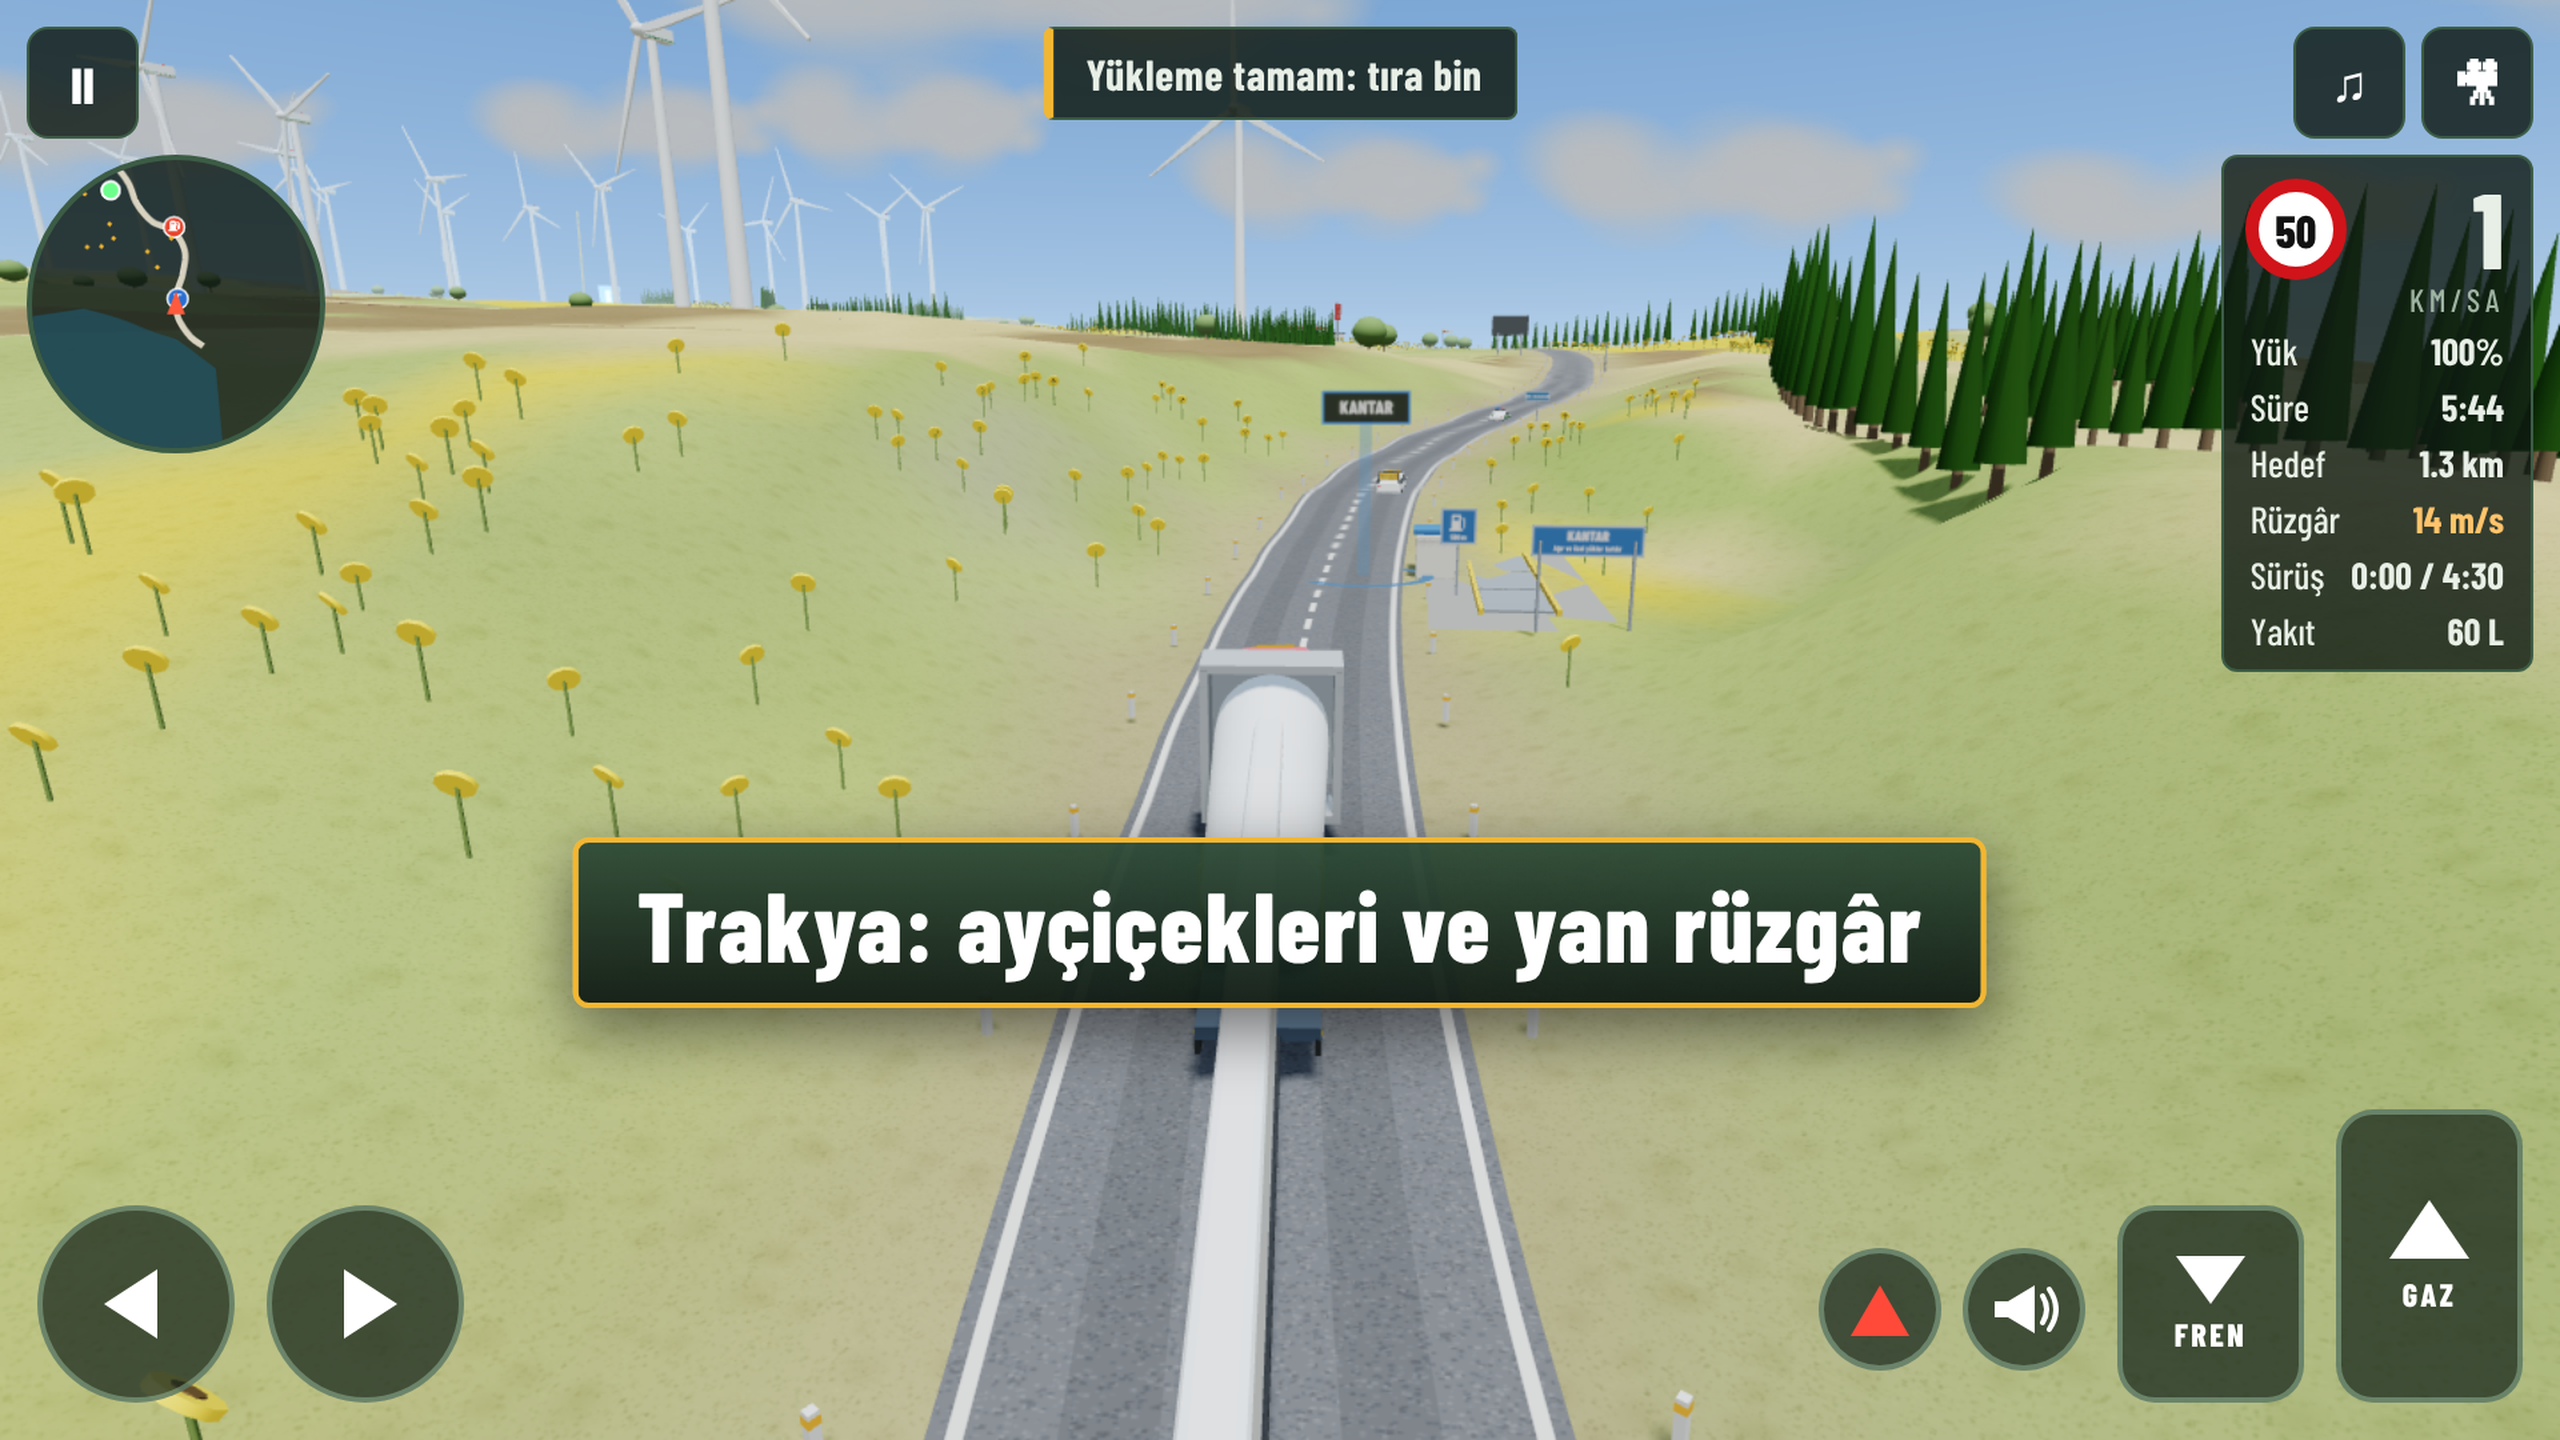 Yükleme tamam: tıra bin
50
1
KM/SA
Yük 100%
Süre 5:44
Hedef 1.3 km
Rüzgâr 14 m/s
Sürüş 0:00 / 4:30
Yakıt 60 L
KANTAR
KANTAR
Trakya: ayçiçekleri ve yan rüzgâr
FREN
GAZ